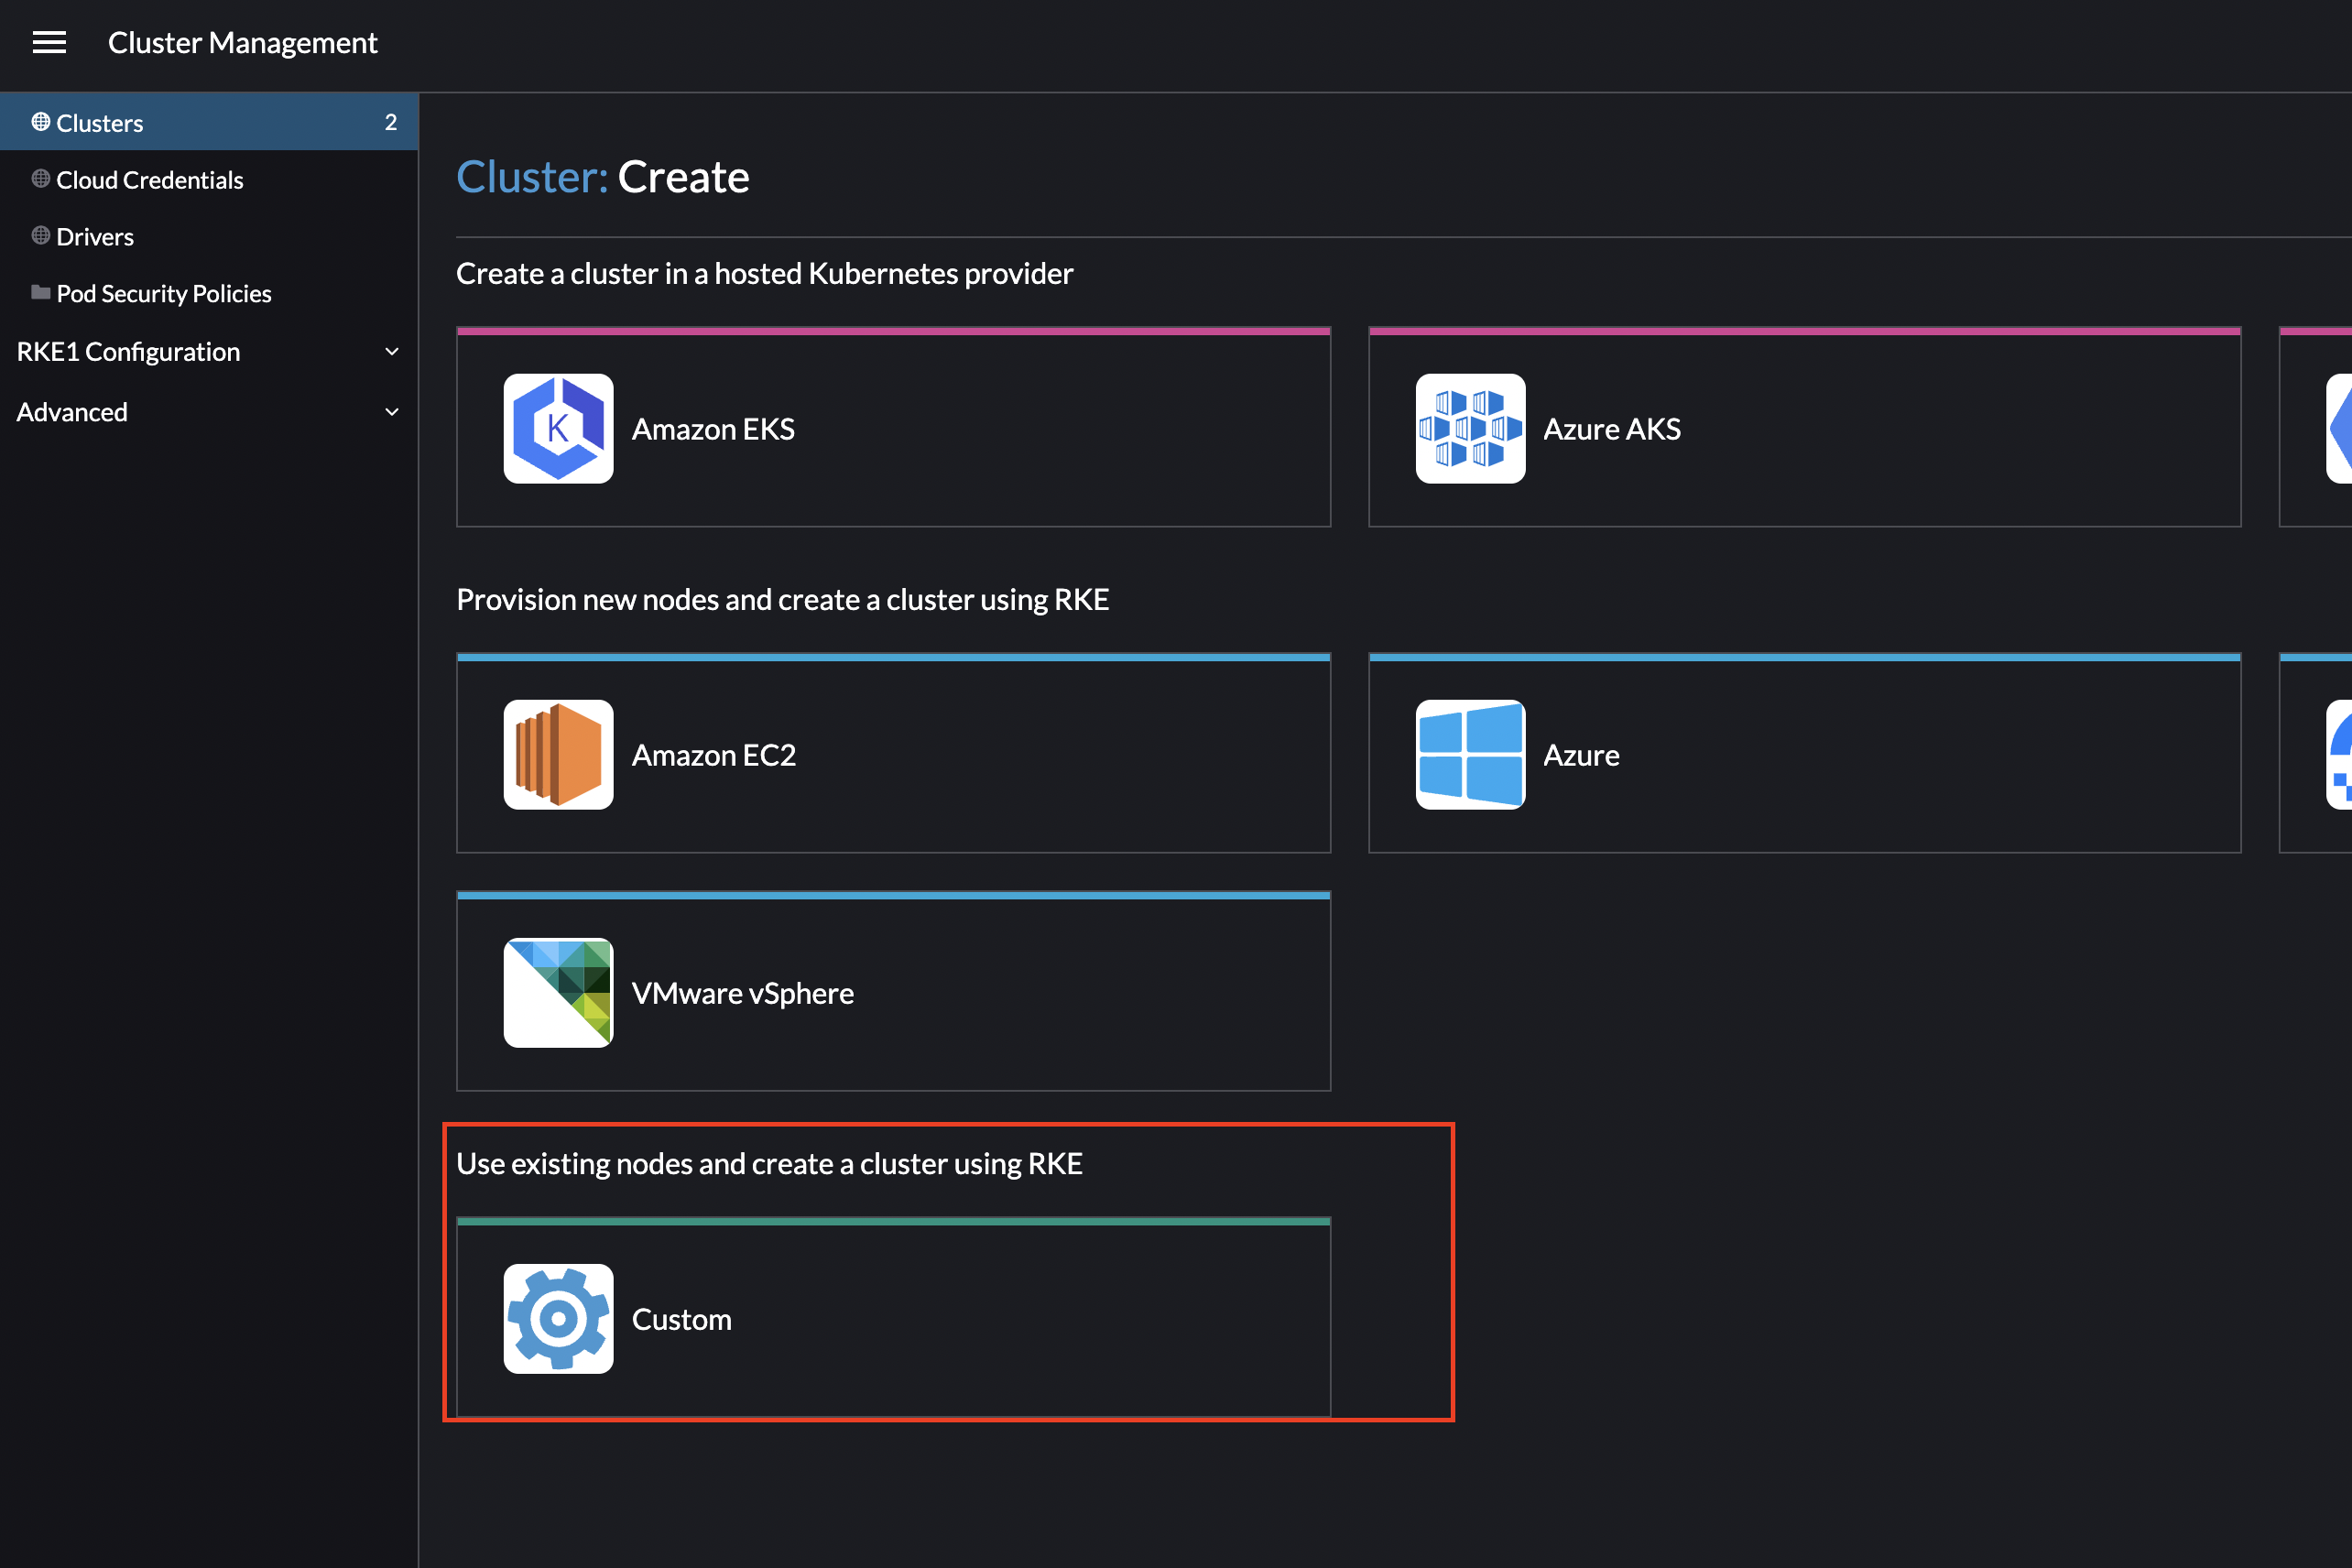 Cluster Management
Clusters 2
Cloud Credentials
Drivers
Pod Security Policies
RKE1 Configuration
Advanced
Cluster: Create
Create a cluster in a hosted Kubernetes provider
K
Amazon EKS
Azure AKS
Provision new nodes and create a cluster using RKE
Amazon EC2
Azure
VMware vSphere
Use existing nodes and create a cluster using RKE
Custom